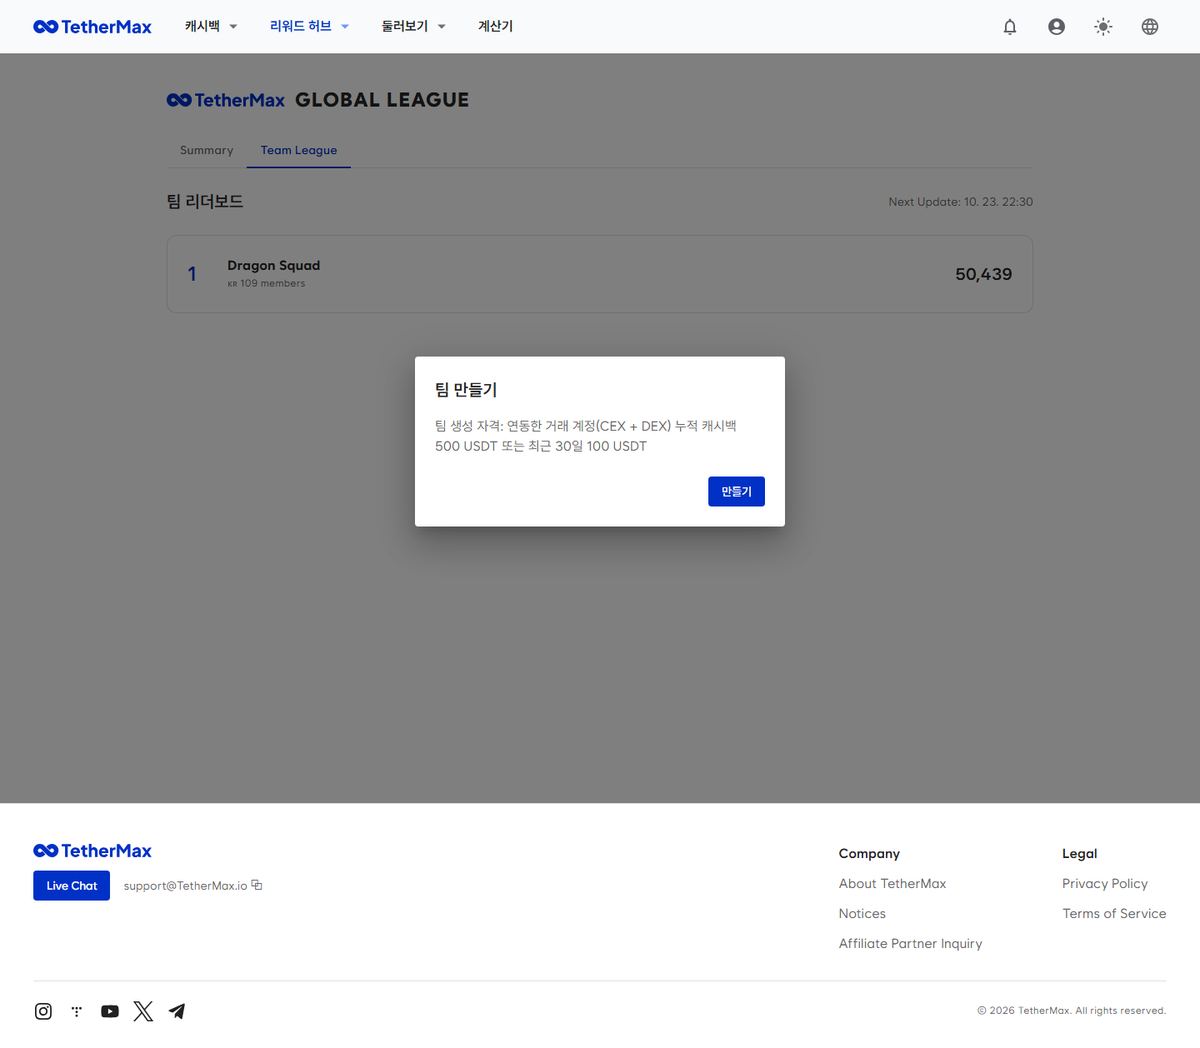 TetherMax
캐시백
리워드 허브
둘러보기
계산기
TetherMax GLOBAL LEAGUE
Summary
Team League
팀 리더보드
Next Update: 10. 23. 22:30
1
Dragon Squad
KR 109 members
50,439
팀 만들기
팀 생성 자격: 연동한 거래 계정(CEX + DEX) 누적 캐시백
500 USDT 또는 최근 30일 100 USDT
만들기
TetherMax
Live Chat
support@TetherMax.io
Company
About TetherMax
Notices
Affiliate Partner Inquiry
Legal
Privacy Policy
Terms of Service
© 2026 TetherMax. All rights reserved.